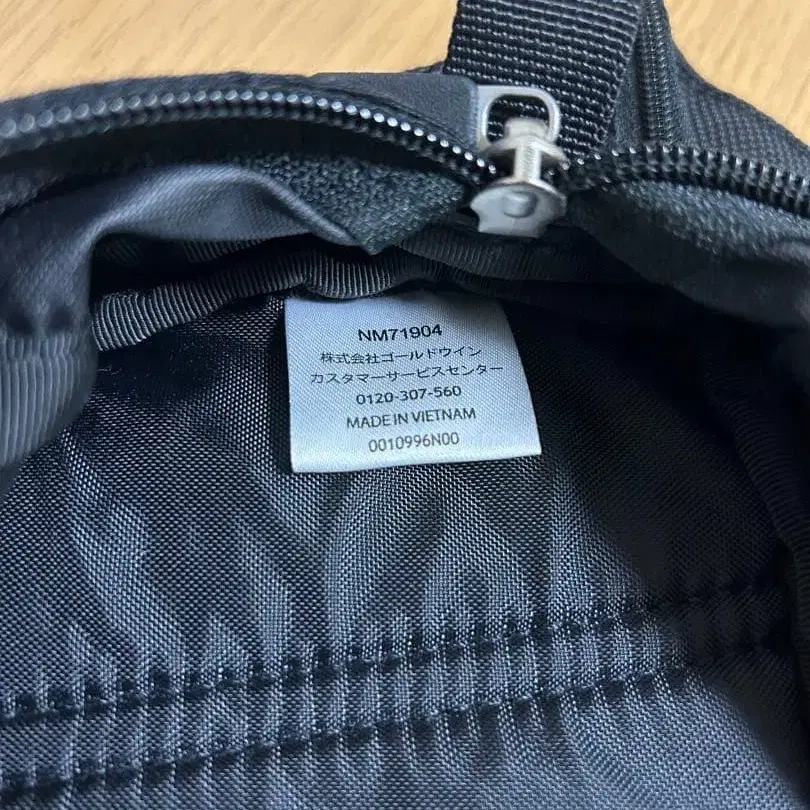 NM71904
株式会社ゴールドウイン
カスタマーサービスセンター
0120-307-560
MADE IN VIETNAM
0010996N00